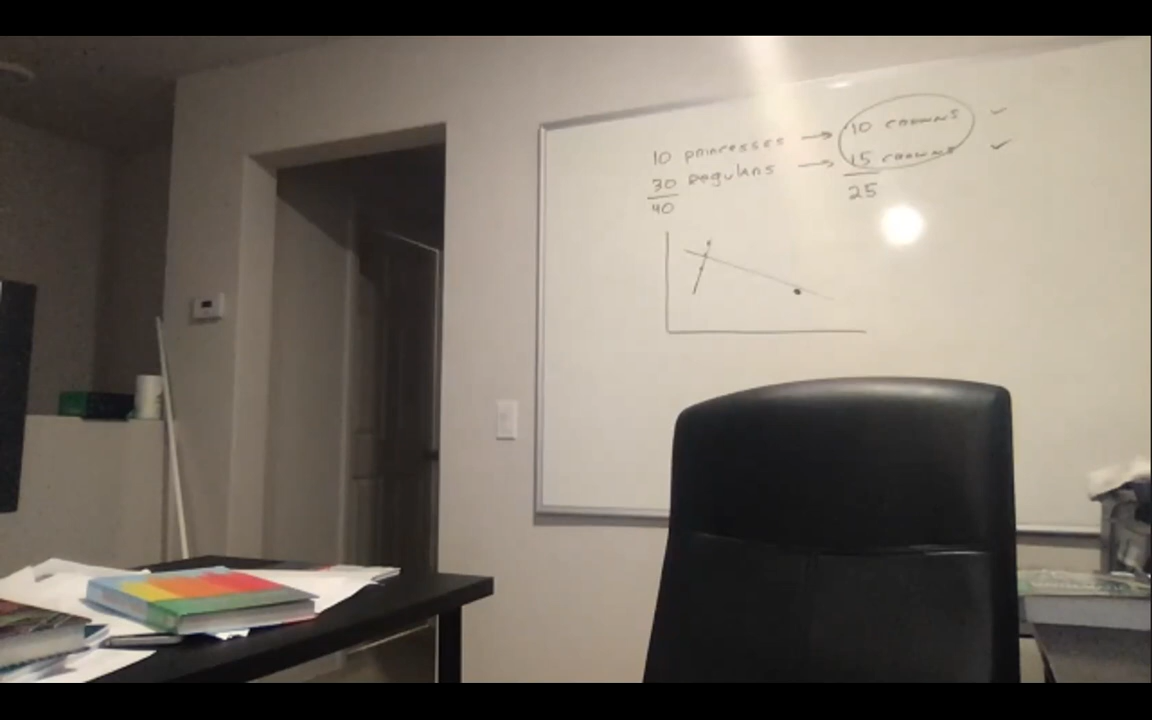 10 princesses → 10 crowns ✓
30 Regulars → 15 crowns ✓
40 25